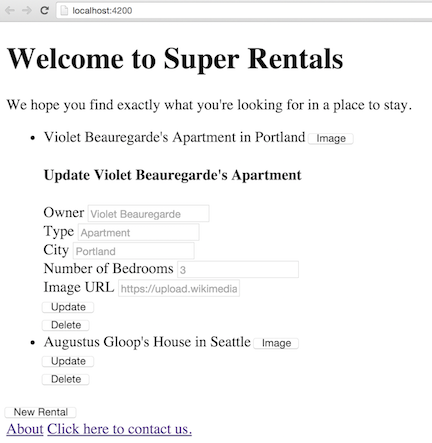 localhost:4200
Welcome to Super Rentals
We hope you find exactly what you're looking for in a place to stay.
Violet Beauregarde's Apartment in Portland Image
Update Violet Beauregarde's Apartment
Owner Violet Beauregarde
Type Apartment
City Portland
Number of Bedrooms 3
Image URL https://upload.wikimedia
Update
Delete
Augustus Gloop's House in Seattle Image
Update
Delete
New Rental
About Click here to contact us.